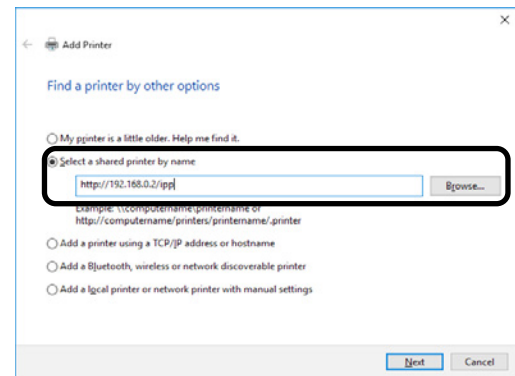 Add Printer
Find a printer by other options
My printer is a little older. Help me find it.
Select a shared printer by name
http://192.168.0.2/ipp
Browse...
Example: \\computername\printername or
http://computername/printers/printername/.printer
Add a printer using a TCP/IP address or hostname
Add a Bluetooth, wireless or network discoverable printer
Add a local printer or network printer with manual settings
Next
Cancel